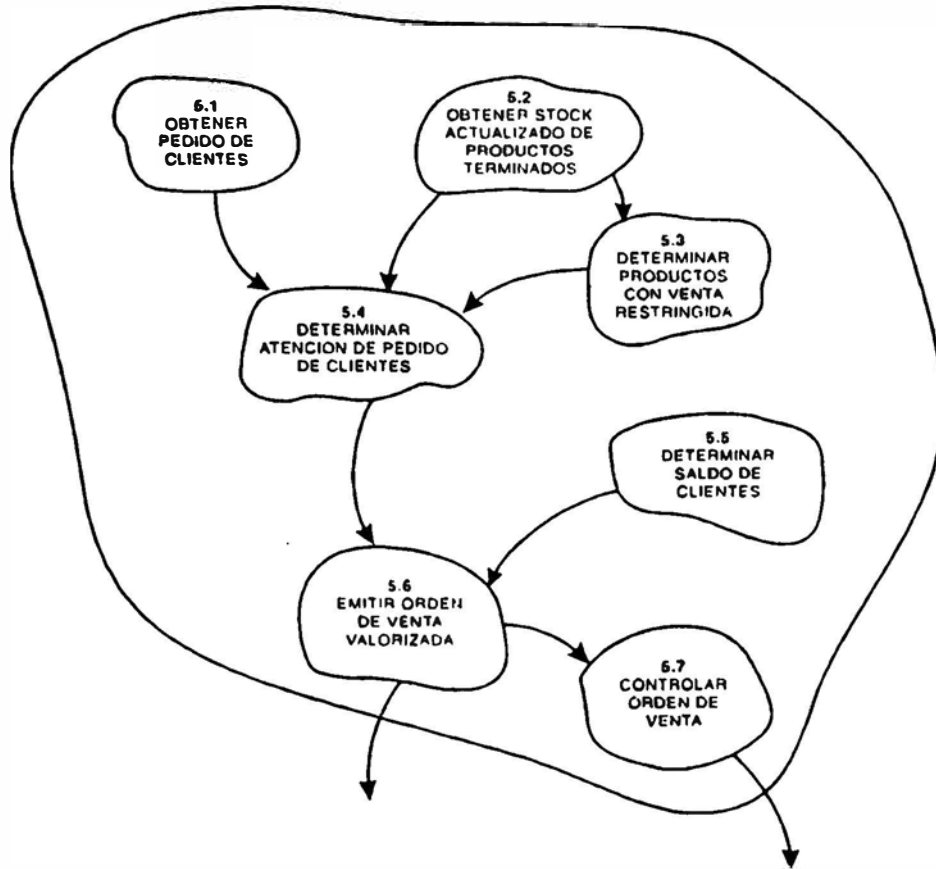 5.1
OBTENER
PEDIDO DE
CLIENTES
5.2
OBTENER STOCK
ACTUALIZADO DE
PRODUCTOS
TERMINADOS
5.3
DETERMINAR
PRODUCTOS
CON VENTA
RESTRINGIDA
5.4
DETERMINAR
ATENCION DE PEDIDO
DE CLIENTES
5.5
DETERMINAR
SALDO DE
CLIENTES
5.6
EMITIR ORDEN
DE VENTA
VALORIZADA
5.7
CONTROLAR
ORDEN DE
VENTA